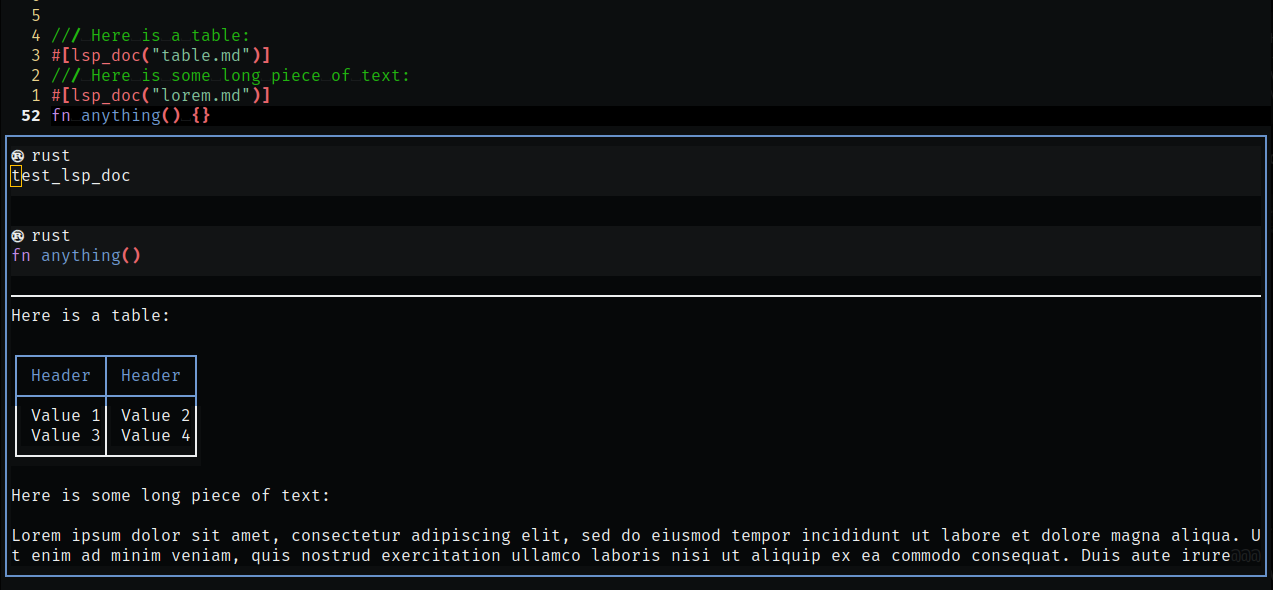 5
4 /// Here is a table:
3 #[lsp_doc("table.md")]
2 /// Here is some long piece of text:
1 #[lsp_doc("lorem.md")]
52 fn anything() {}
rust
test_lsp_doc
rust
fn anything()
Here is a table:
Header Header
Value 1 Value 2
Value 3 Value 4
Here is some long piece of text:
Lorem ipsum dolor sit amet, consectetur adipiscing elit, sed do eiusmod tempor incididunt ut labore et dolore magna aliqua. U
t enim ad minim veniam, quis nostrud exercitation ullamco laboris nisi ut aliquip ex ea commodo consequat. Duis aute irure@@@